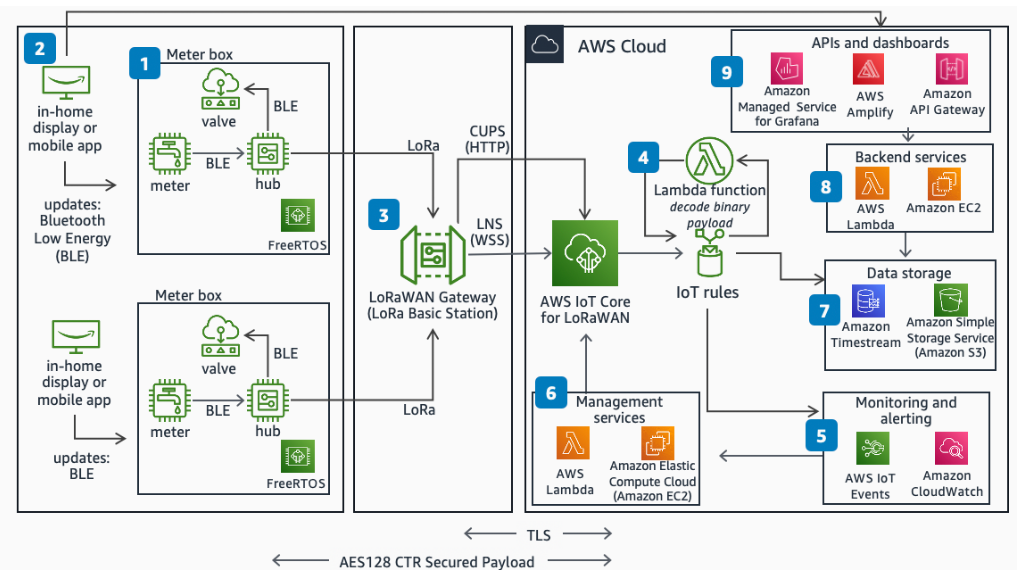 2
in-home
display or
mobile app
updates:
Bluetooth
Low Energy
(BLE)
1
Meter box
valve
BLE
meter
BLE
hub
FreeRTOS
in-home
display or
mobile app
updates:
BLE
Meter box
valve
BLE
meter
BLE
hub
FreeRTOS
LoRa
3
LoRaWAN Gateway
(LoRa Basic Station)
LoRa
CUPS
(HTTP)
LNS
(WSS)
AWS Cloud
AWS IoT Core
for LoRaWAN
4
Lambda function
decode binary
payload
IoT rules
9
APIs and dashboards
Amazon
Managed Service
for Grafana
AWS
Amplify
Amazon
API Gateway
8
Backend services
AWS
Lambda
Amazon EC2
7
Data storage
Amazon
Timestream
Amazon Simple
Storage Service
(Amazon S3)
6
Management
services
AWS
Lambda
Amazon Elastic
Compute Cloud
(Amazon EC2)
5
Monitoring and
alerting
AWS IoT
Events
Amazon
CloudWatch
TLS
AES128 CTR Secured Payload